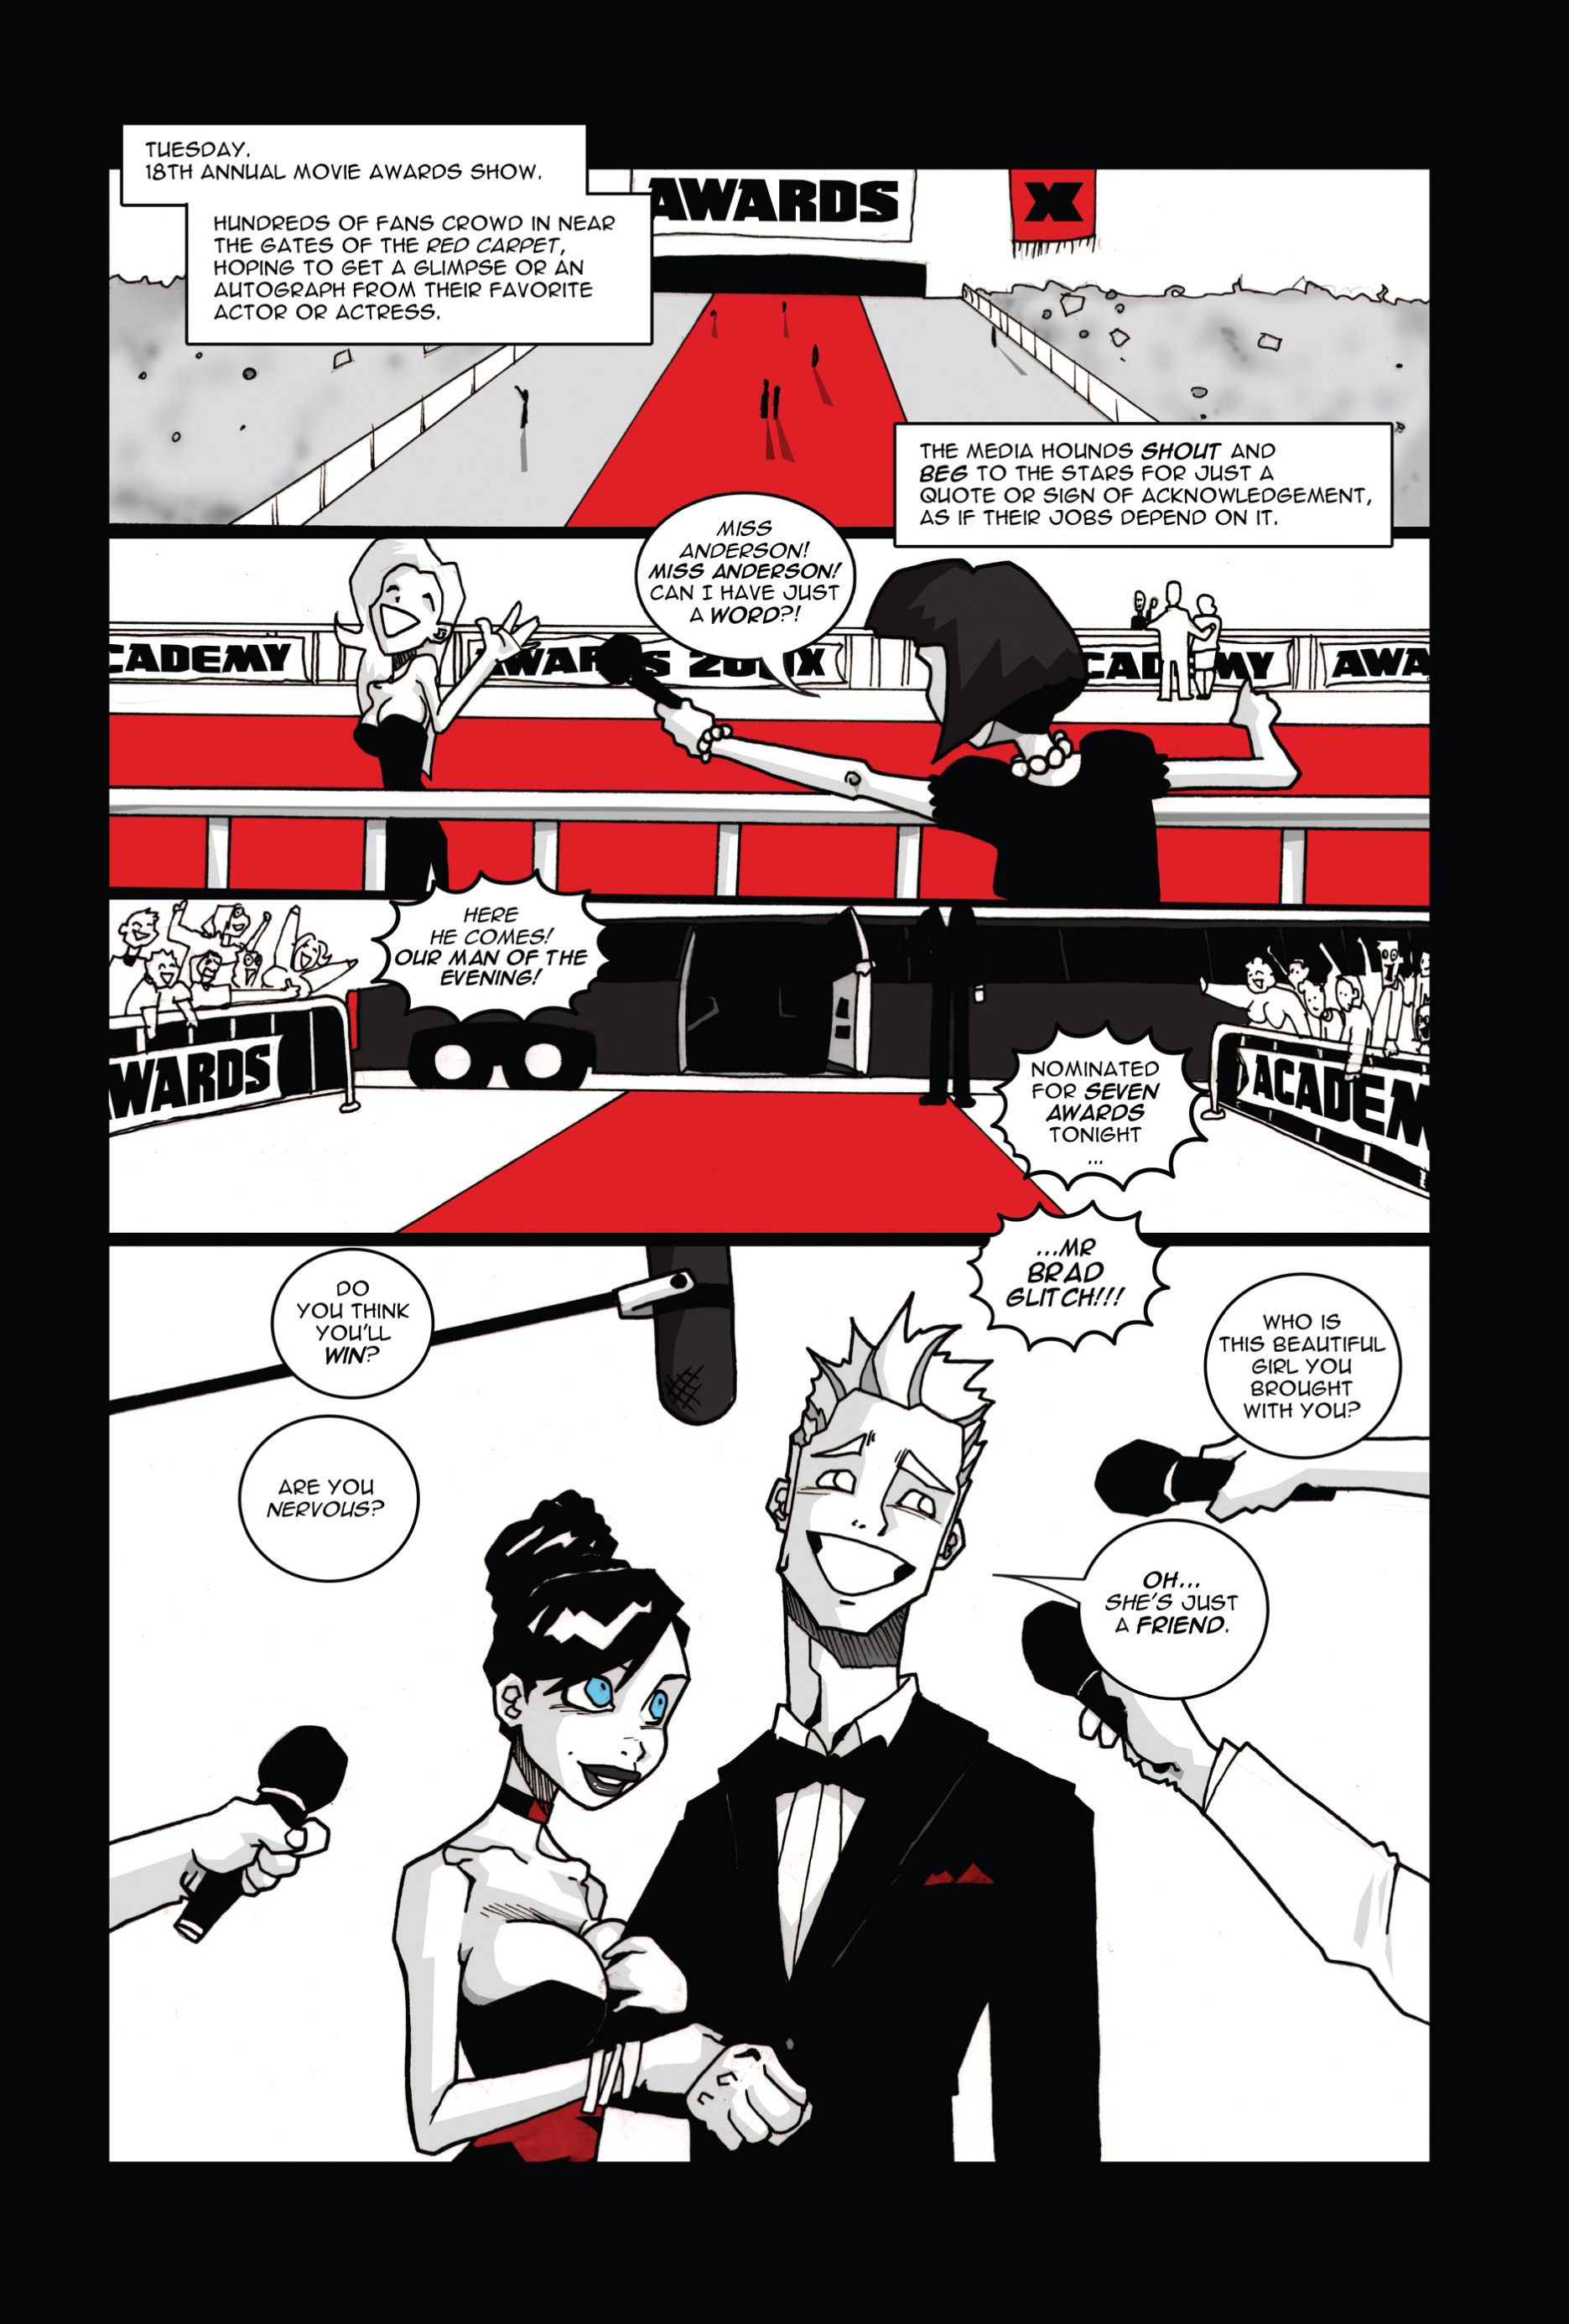 TUESDAY.
18TH ANNUAL MOVIE AWARDS SHOW.
HUNDREDS OF FANS CROWD IN NEAR
THE GATES OF THE RED CARPET,
HOPING TO GET A GLIMPSE OR AN
AUTOGRAPH FROM THEIR FAVORITE
ACTOR OR ACTRESS.
AWARDS
X
THE MEDIA HOUNDS SHOUT AND
BEG TO THE STARS FOR JUST A
QUOTE OR SIGN OF ACKNOWLEDGEMENT,
AS IF THEIR JOBS DEPEND ON IT.
MISS
ANDERSON!
MISS ANDERSON!
CAN I HAVE JUST
A WORD?!
CADEMY
AWARDS 200X
CADEMY
AWA
HERE
HE COMES!
OUR MAN OF THE
EVENING!
WARDS
NOMINATED
FOR SEVEN
AWARDS
TONIGHT
...
ACADEM
...MR
BRAD
GLITCH!!!
DO
YOU THINK
YOU'LL
WIN?
WHO IS
THIS BEAUTIFUL
GIRL YOU
BROUGHT
WITH YOU?
ARE YOU
NERVOUS?
OH...
SHE'S JUST
A FRIEND.